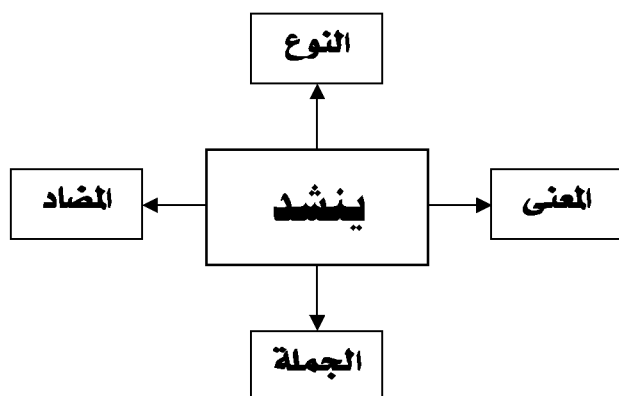 النوع
المعنى
ينشد
المضاد
الجملة